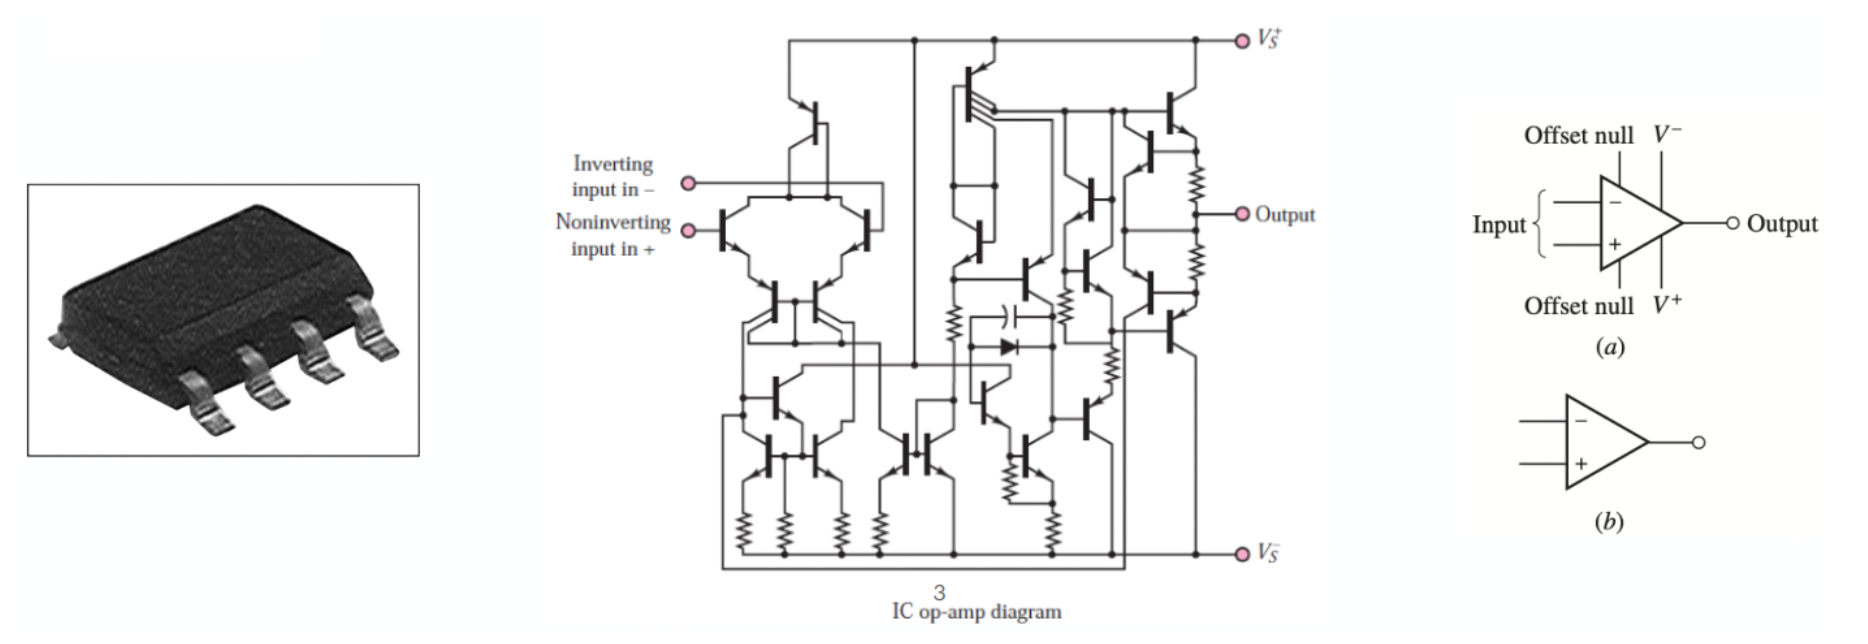 Inverting
input in −
Noninverting
input in +
V_S^+
Output
V_S^-
3
IC op-amp diagram
Offset null V−
Input
−
+
Output
Offset null V+
(a)
−
+
(b)